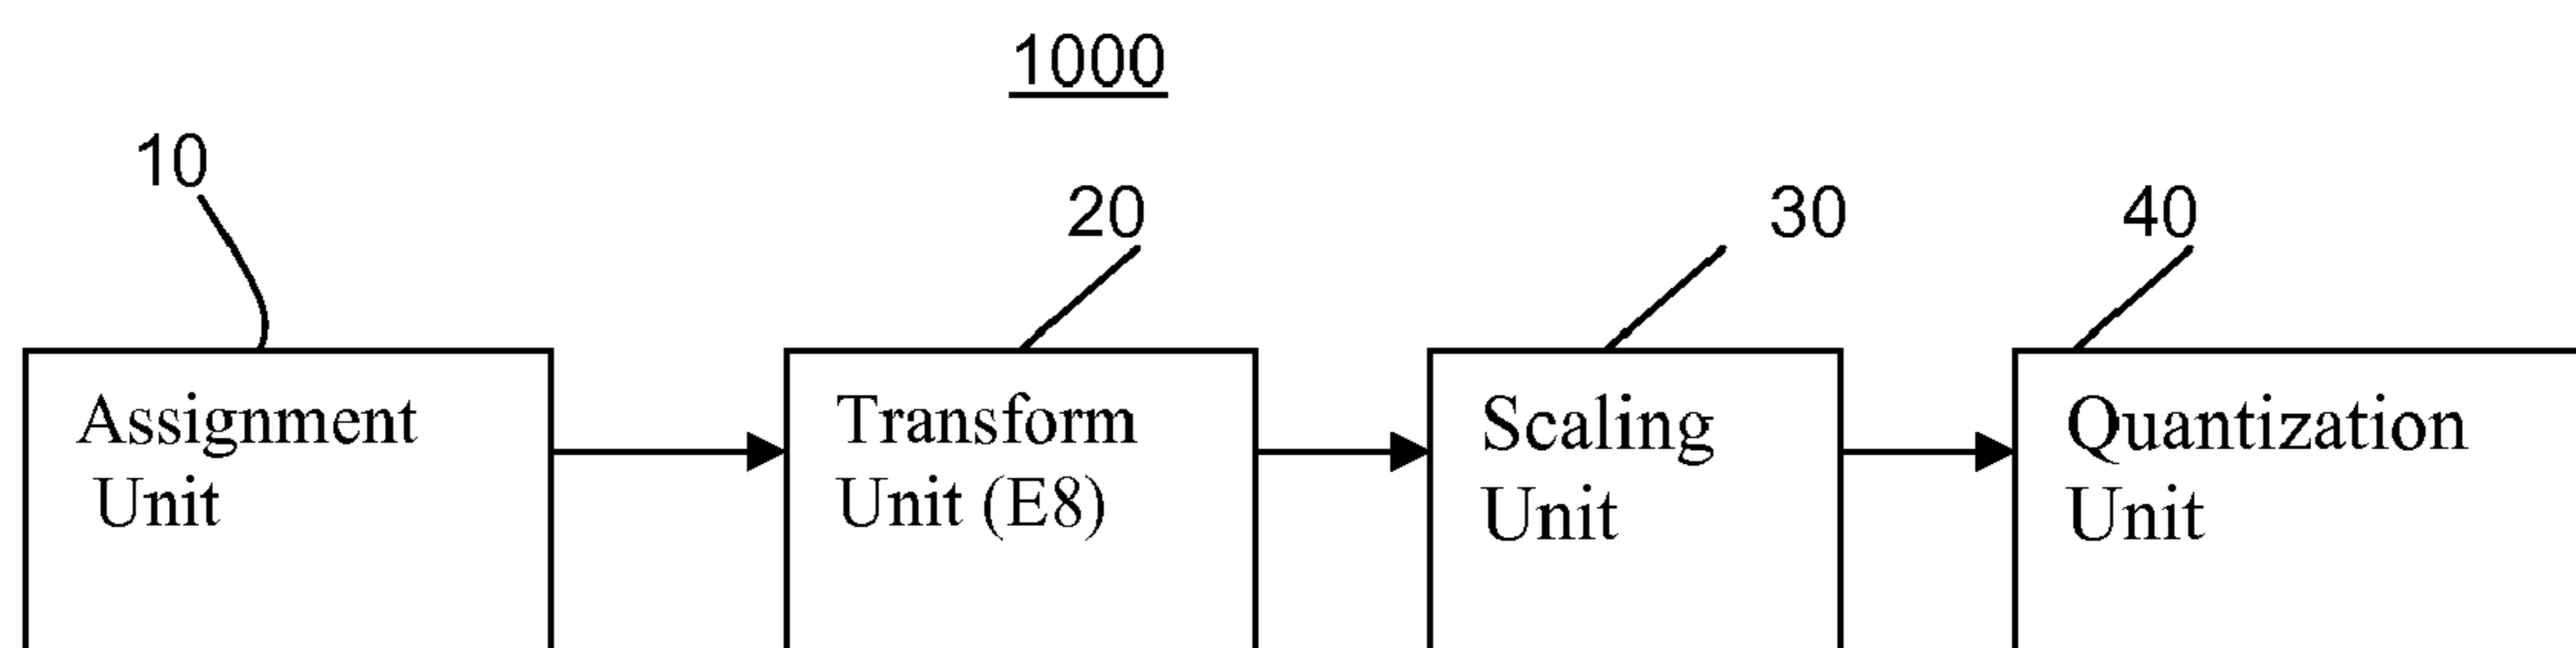 1000
10
20
30
40
Assignment
Unit
Transform
Unit (E8)
Scaling
Unit
Quantization
Unit